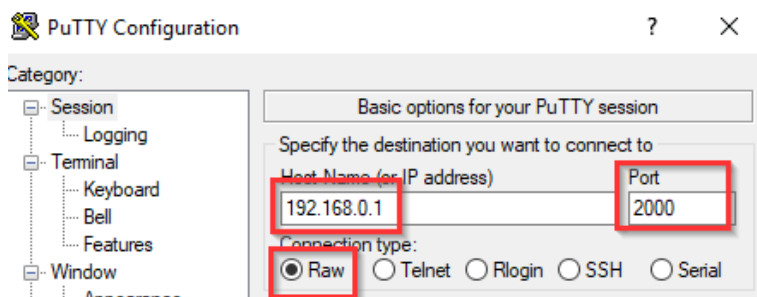 PuTTY Configuration ? ×
Category:
Session
Logging
Terminal
Keyboard
Bell
Features
Window
Basic options for your PuTTY session
Specify the destination you want to connect to
Host Name (or IP address) Port
192.168.0.1 2000
Connection type:
Raw Telnet Rlogin SSH Serial